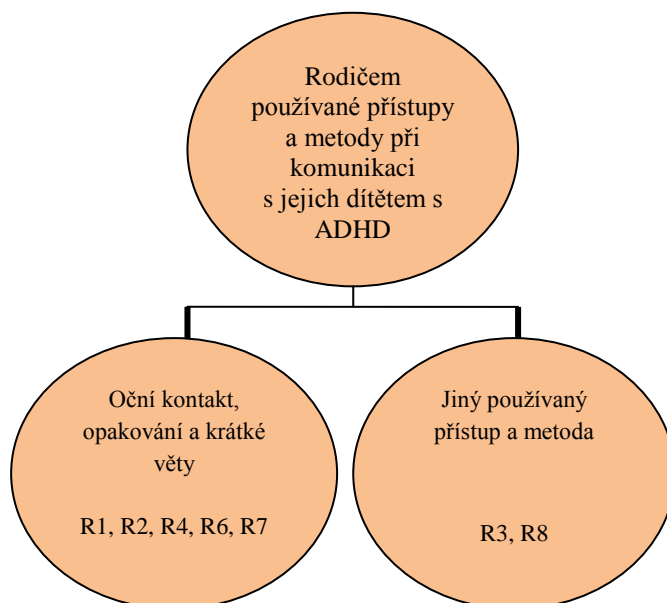 Rodičem
používané přístupy
a metody při
komunikaci
s jejich dítětem s
ADHD
Oční kontakt,
opakování a krátké
věty
R1, R2, R4, R6, R7
Jiný používaný
přístup a metoda
R3, R8